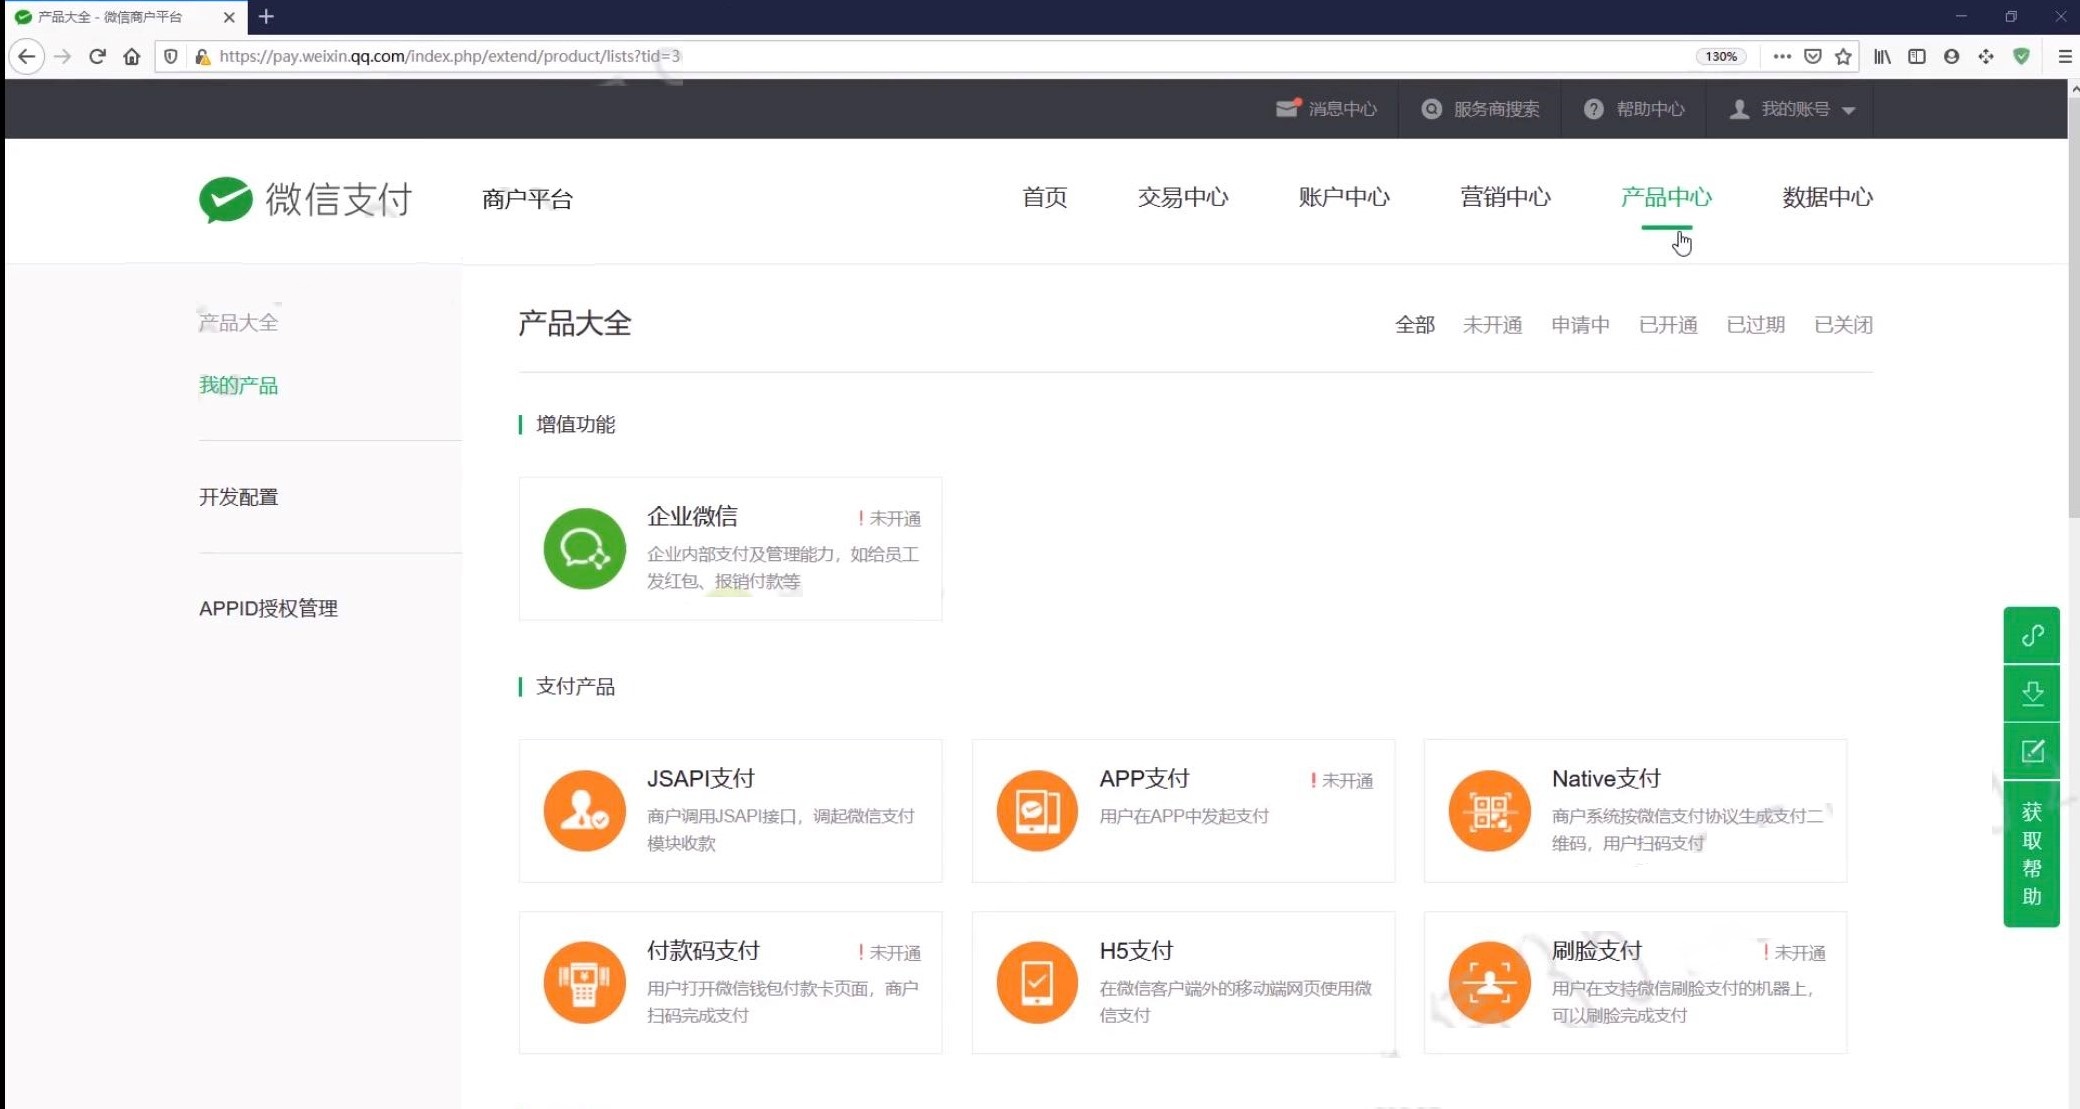 产品大全 - 微信商户平台
https://pay.weixin.qq.com/index.php/extend/product/lists?tid=3
130%
消息中心
服务商搜索
帮助中心
我的账号
微信支付
商户平台
首页
交易中心
账户中心
营销中心
产品中心
数据中心
产品大全
我的产品
开发配置
APPID授权管理
产品大全
全部
未开通
申请中
已开通
已过期
已关闭
增值功能
企业微信
!未开通
企业内部支付及管理能力，如给员工
发红包、报销付款等
支付产品
JSAPI支付
商户调用JSAPI接口，调起微信支付
模块收款
APP支付
!未开通
用户在APP中发起支付
Native支付
商户系统按微信支付协议生成支付二
维码，用户扫码支付
付款码支付
!未开通
用户打开微信钱包付款卡页面，商户
扫码完成支付
H5支付
在微信客户端外的移动端网页使用微
信支付
刷脸支付
!未开通
用户在支持微信刷脸支付的机器上，
可以刷脸完成支付
获
取
帮
助